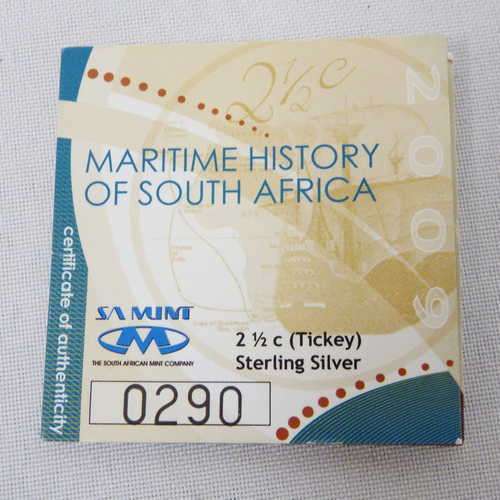 2½c
2009
MARITIME HISTORY
OF SOUTH AFRICA
certificate of authenticity
SA MINT
THE SOUTH AFRICAN MINT COMPANY
2 ½ c (Tickey)
Sterling Silver
0290